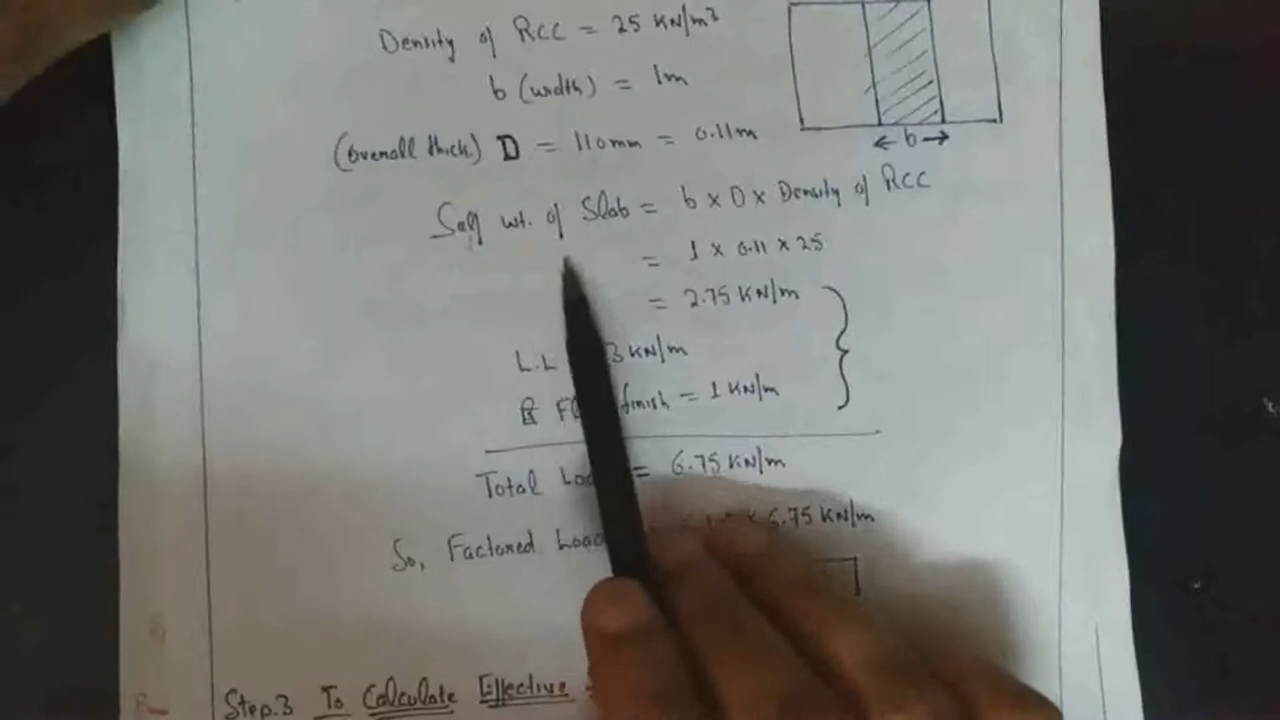 Density of RCC = 25 KN/m³
b (width) = 1m
(Overall thick.) D = 110mm = 0.11m
← b →
Self wt. of Slab = b x D x Density of RCC
= 1 x 0.11 x 25
= 2.75 KN/m
L.L 3 KN/m
finish = 1 KN/m
Total = 6.75 KN/m
So, Factored Load x 6.75 KN/m
Step.3 To Calculate Effective